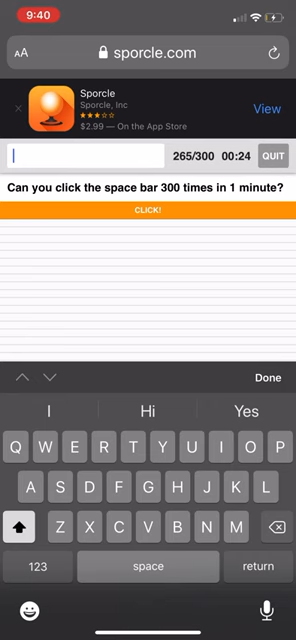 9:40
AA sporcle.com
Sporcle
Sporcle, Inc
$2.99 — On the App Store
View
265/300 00:24 QUIT
Can you click the space bar 300 times in 1 minute?
CLICK!
Done
I Hi Yes
Q W E R T Y U I O P
A S D F G H J K L
Z X C V B N M
123 space return